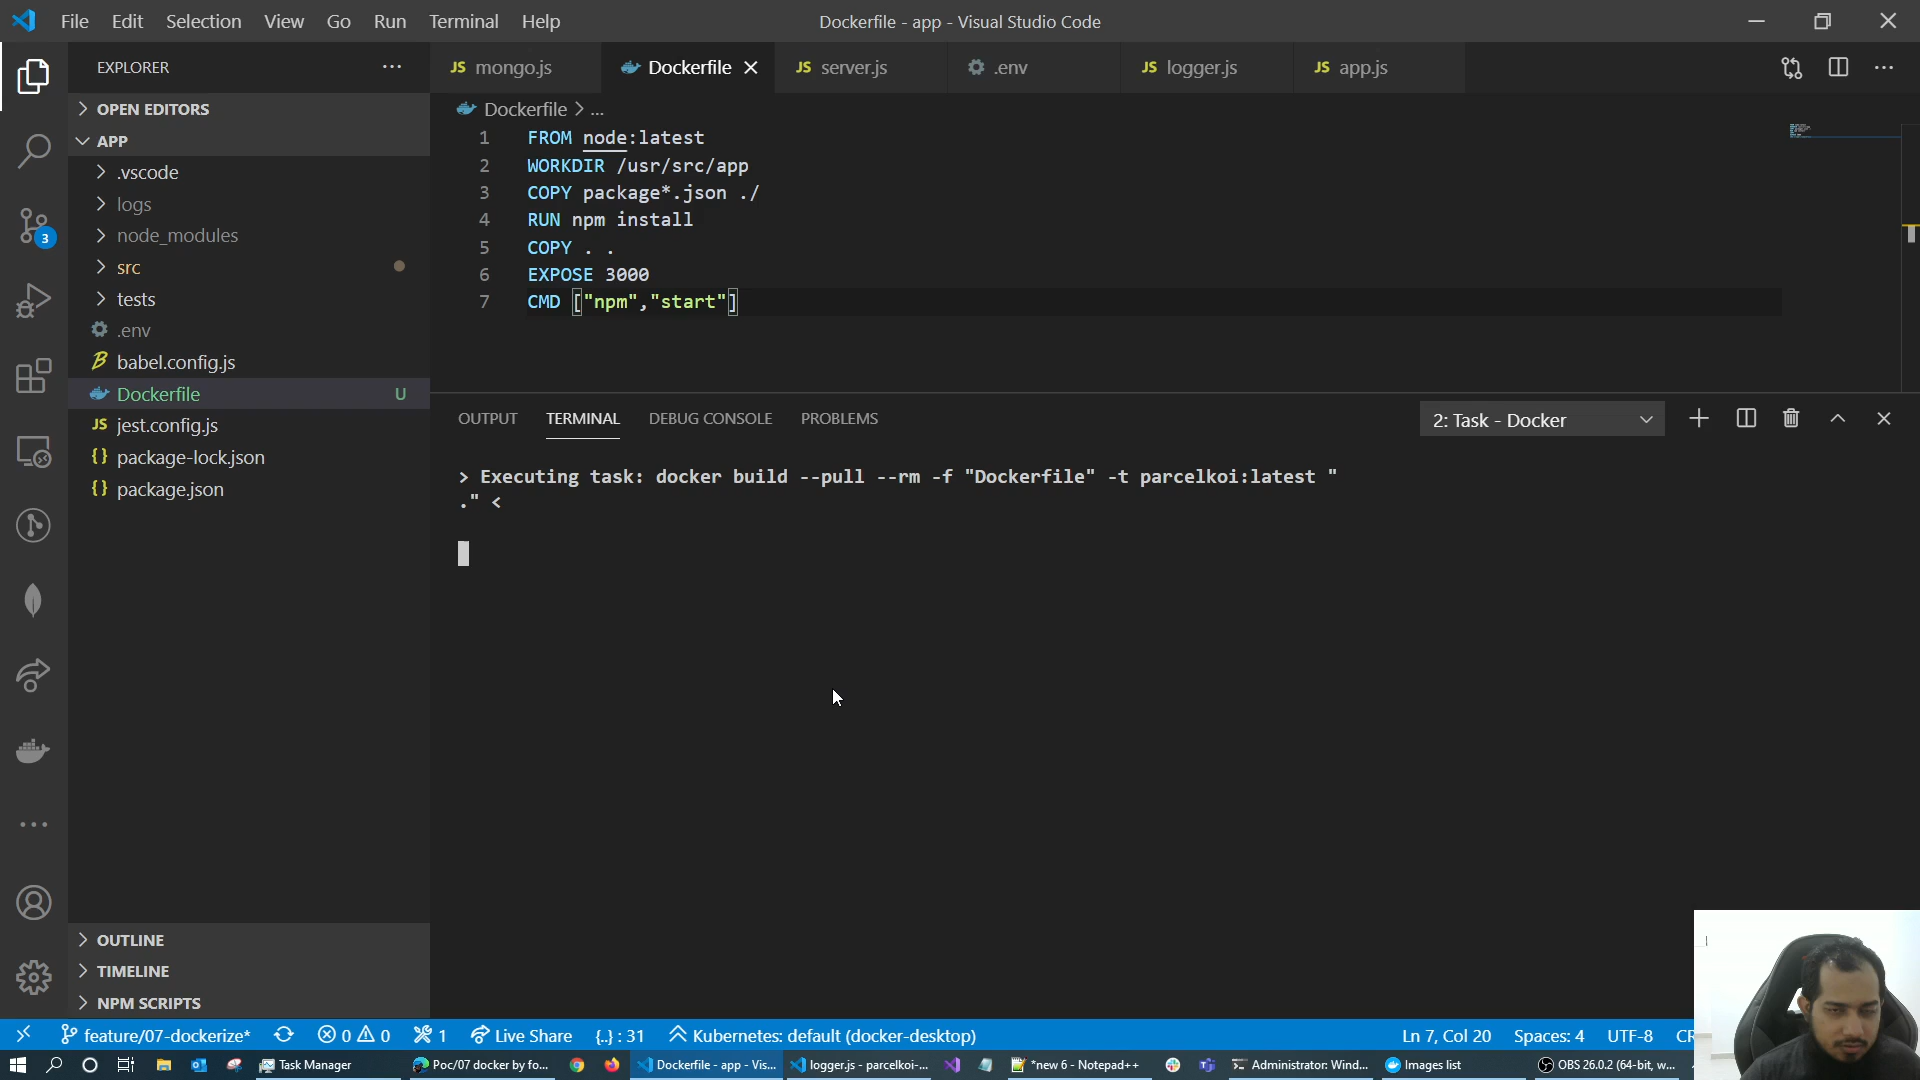 File Edit Selection View Go Run Terminal Help
Dockerfile - app - Visual Studio Code
EXPLORER
JS mongo.js
Dockerfile
JS server.js
.env
JS logger.js
JS app.js
OPEN EDITORS
APP
.vscode
logs
node_modules
src
tests
.env
babel.config.js
Dockerfile U
JS jest.config.js
{} package-lock.json
{} package.json
3
Dockerfile > ...
1 FROM node:latest
2 WORKDIR /usr/src/app
3 COPY package*.json ./
4 RUN npm install
5 COPY . .
6 EXPOSE 3000
7 CMD ["npm","start"]
OUTPUT TERMINAL DEBUG CONSOLE PROBLEMS
2: Task - Docker
> Executing task: docker build --pull --rm -f "Dockerfile" -t parcelkoi:latest "
." <
OUTLINE
TIMELINE
NPM SCRIPTS
feature/07-dockerize* 0 0 1 Live Share {..} : 31 Kubernetes: default (docker-desktop)
Ln 7, Col 20 Spaces: 4 UTF-8 CR
Task Manager
Poc/07 docker by fo...
Dockerfile - app - Vis...
logger.js - parcelkoi-...
*new 6 - Notepad++
Administrator: Wind...
Images list
OBS 26.0.2 (64-bit, w...